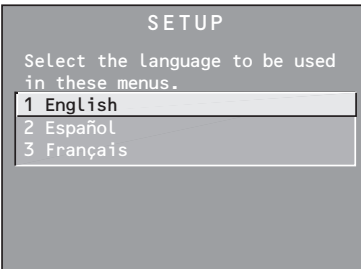 SETUP
Select the language to be used
in these menus.
1 English
2 Español
3 Français